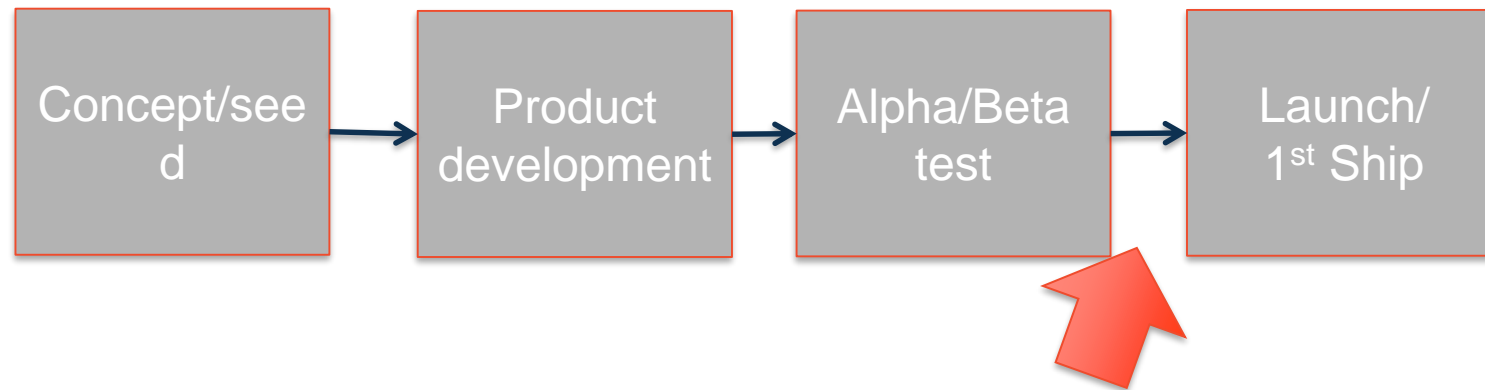 Concept/see
d
Product
development
Alpha/Beta
test
Launch/
1st Ship